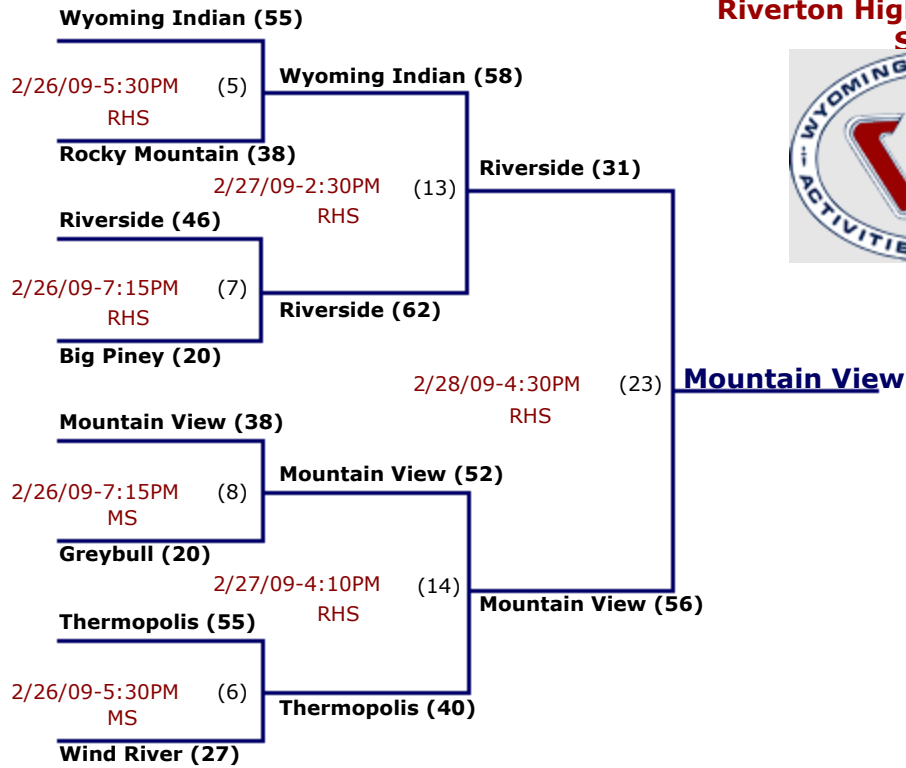 Riverton High
Wyoming Indian (55)
2/26/09-5:30PM (5)
RHS
Rocky Mountain (38)
Wyoming Indian (58)
2/27/09-2:30PM (13)
RHS
Riverside (46)
2/26/09-7:15PM (7)
RHS
Big Piney (20)
Riverside (62)
Riverside (31)
2/28/09-4:30PM (23)
RHS
Mountain View
Mountain View (38)
2/26/09-7:15PM (8)
MS
Greybull (20)
Mountain View (52)
2/27/09-4:10PM (14)
RHS
Mountain View (56)
Thermopolis (55)
2/26/09-5:30PM (6)
MS
Wind River (27)
Thermopolis (40)
WYOMING
ACTIVITIE